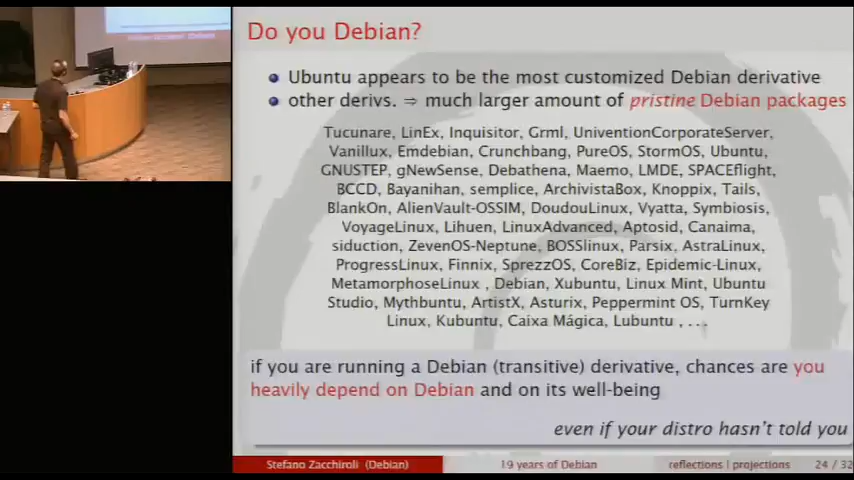 Do you Debian?
Ubuntu appears to be the most customized Debian derivative
other derivs. ⇒ much larger amount of pristine Debian packages
Tucunare, LinEx, Inquisitor, Grml, UniventionCorporateServer,
Vanillux, Emdebian, Crunchbang, PureOS, StormOS, Ubuntu,
GNUSTEP, gNewSense, Debathena, Maemo, LMDE, SPACEflight,
BCCD, Bayanihan, semplice, ArchivistaBox, Knoppix, Tails,
BlankOn, AlienVault-OSSIM, DoudouLinux, Vyatta, Symbiosis,
VoyageLinux, Lihuen, LinuxAdvanced, Aptosid, Canaima,
siduction, ZevenOS-Neptune, BOSSlinux, Parsix, AstraLinux,
ProgressLinux, Finnix, SprezzOS, CoreBiz, Epidemic-Linux,
MetamorphoseLinux , Debian, Xubuntu, Linux Mint, Ubuntu
Studio, Mythbuntu, ArtistX, Asturix, Peppermint OS, TurnKey
Linux, Kubuntu, Caixa Mágica, Lubuntu , ...
if you are running a Debian (transitive) derivative, chances are you
heavily depend on Debian and on its well-being
even if your distro hasn't told you
Stefano Zacchiroli (Debian) 19 years of Debian reflections | projections 24 / 32